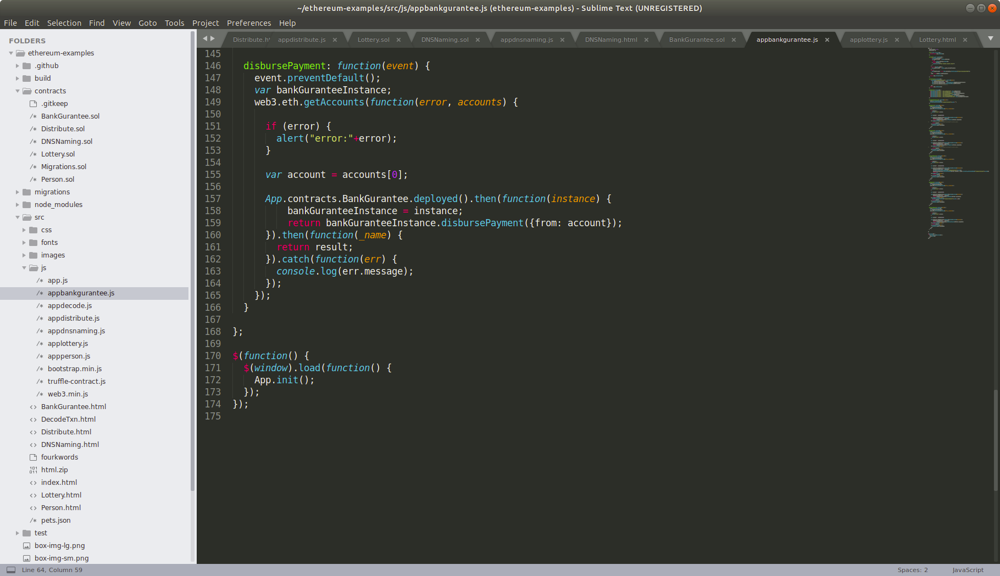 ~/ethereum-examples/src/js/appbankgurantee.js (ethereum-examples) - Sublime Text (UNREGISTERED)
File Edit Selection Find View Goto Tools Project Preferences Help
FOLDERS
ethereum-examples
.github
build
contracts
.gitkeep
/* BankGurantee.sol
/* Distribute.sol
/* DNSNaming.sol
/* Lottery.sol
/* Migrations.sol
/* Person.sol
migrations
node_modules
src
css
fonts
images
js
/* app.js
/* appbankgurantee.js
/* appdecode.js
/* appdistribute.js
/* appdnsnaming.js
/* applottery.js
/* appperson.js
/* bootstrap.min.js
/* truffle-contract.js
/* web3.min.js
<> BankGurantee.html
<> DecodeTxn.html
<> Distribute.html
<> DNSNaming.html
fourkwords
html.zip
<> index.html
<> Lottery.html
<> Person.html
/* pets.json
test
box-img-lg.png
box-img-sm.png
Distribute.h appdistribute.js × Lottery.sol × DNSNaming.sol × appdnsnaming.js × DNSNaming.html × BankGurantee.sol × appbankgurantee.js × applottery.js × Lottery.html ×
145
146 disbursePayment: function(event) {
147 event.preventDefault();
148 var bankGuranteeInstance;
149 web3.eth.getAccounts(function(error, accounts) {
150
151 if (error) {
152 alert("error:"+error);
153 }
154
155 var account = accounts[0];
156
157 App.contracts.BankGurantee.deployed().then(function(instance) {
158 bankGuranteeInstance = instance;
159 return bankGuranteeInstance.disbursePayment({from: account});
160 }).then(function(_name) {
161 return result;
162 }).catch(function(err) {
163 console.log(err.message);
164 });
165 });
166 }
167
168 };
169
170 $(function() {
171 $(window).load(function() {
172 App.init();
173 });
174 });
175
Line 64, Column 59
Spaces: 2 JavaScript